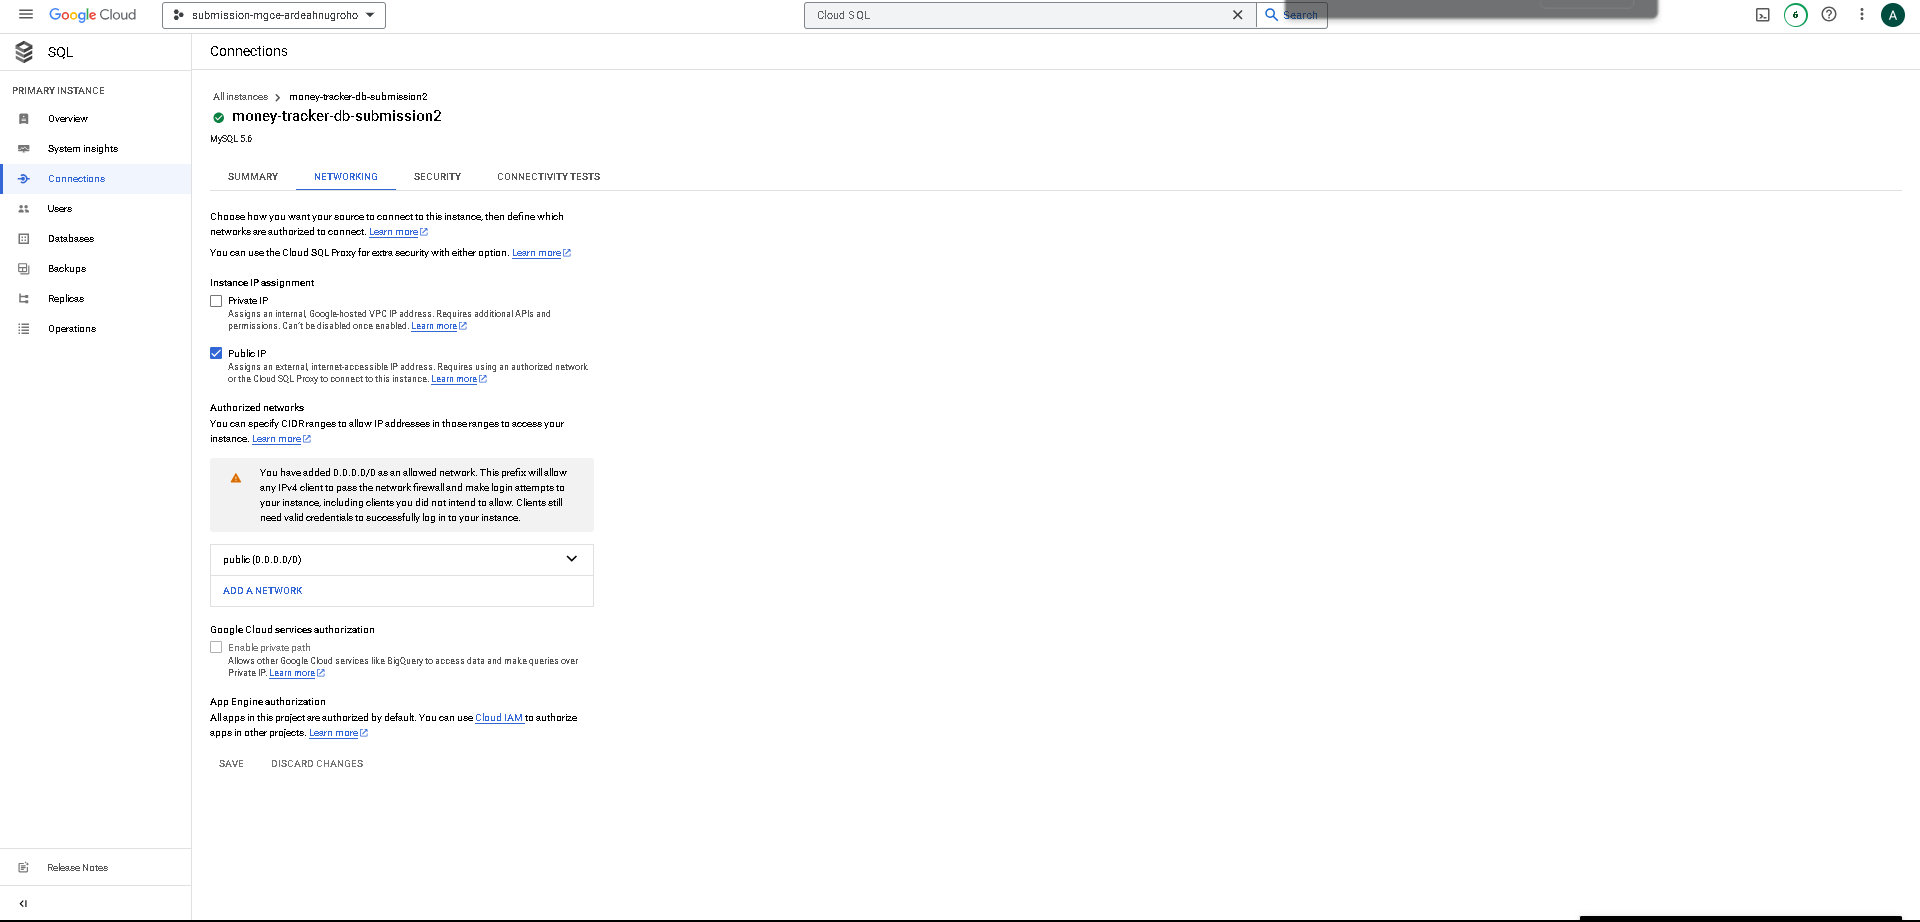 Google Cloud
submission-mgce-ardeahnugroho
Cloud SQL
Search
6
A
SQL
Connections
PRIMARY INSTANCE
Overview
System insights
Connections
Users
Databases
Backups
Replicas
Operations
All instances
money-tracker-db-submission2
money-tracker-db-submission2
MySQL 5.6
SUMMARY
NETWORKING
SECURITY
CONNECTIVITY TESTS
Choose how you want your source to connect to this instance, then define which
networks are authorized to connect. Learn more
You can use the Cloud SQL Proxy for extra security with either option. Learn more
Instance IP assignment
Private IP
Assigns an internal, Google-hosted VPC IP address. Requires additional APIs and
permissions. Can't be disabled once enabled. Learn more
Public IP
Assigns an external, internet-accessible IP address. Requires using an authorized network
or the Cloud SQL Proxy to connect to this instance. Learn more
Authorized networks
You can specify CIDR ranges to allow IP addresses in those ranges to access your
instance. Learn more
You have added 0.0.0.0/0 as an allowed network. This prefix will allow
any IPv4 client to pass the network firewall and make login attempts to
your instance, including clients you did not intend to allow. Clients still
need valid credentials to successfully log in to your instance.
public (0.0.0.0/0)
ADD A NETWORK
Google Cloud services authorization
Enable private path
Allows other Google Cloud services like BigQuery to access data and make queries over
Private IP. Learn more
App Engine authorization
All apps in this project are authorized by default. You can use Cloud IAM to authorize
apps in other projects. Learn more
SAVE
DISCARD CHANGES
Release Notes